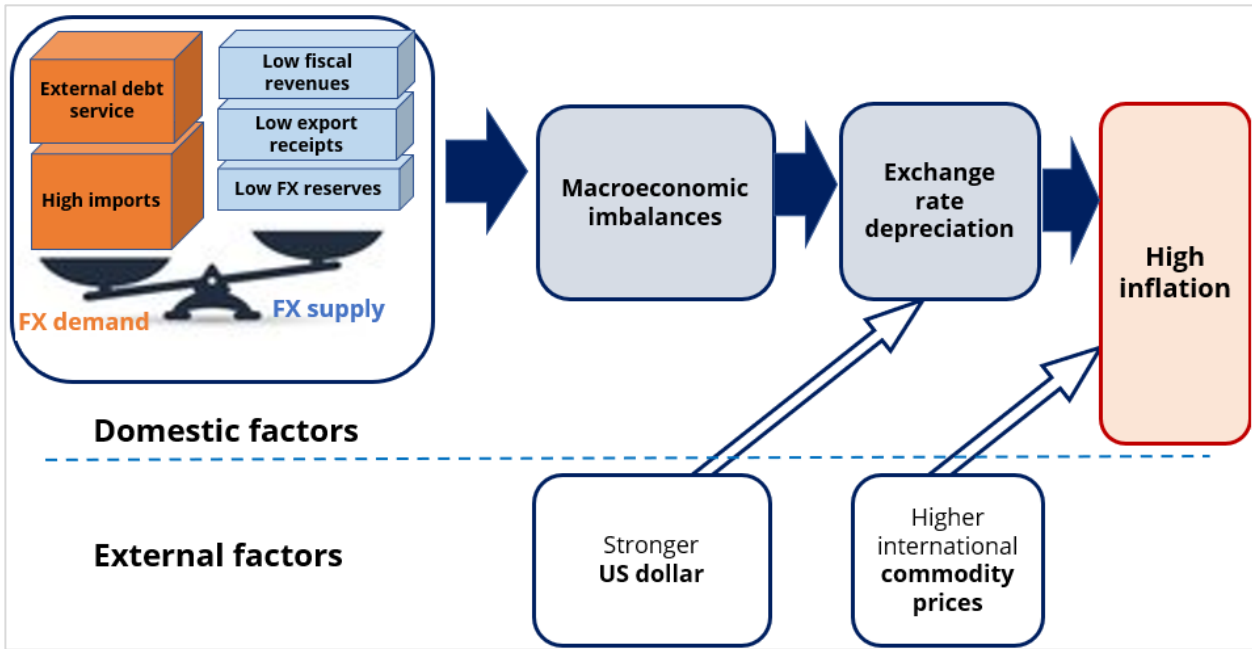 External debt
service
High imports
Low fiscal
revenues
Low export
receipts
Low FX reserves
FX demand
FX supply
Macroeconomic
imbalances
Exchange
rate
depreciation
High
inflation
Domestic factors
External factors
Stronger
US dollar
Higher
international
commodity
prices